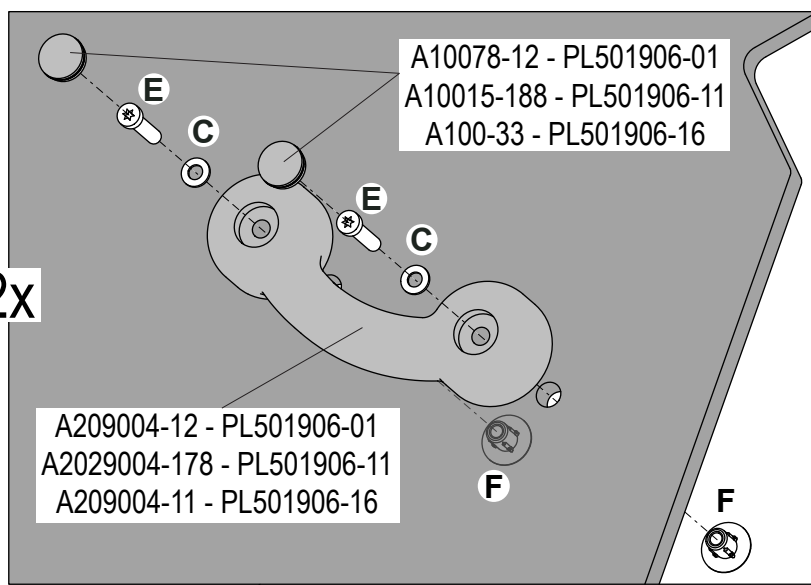 A10078-12 - PL501906-01
A10015-188 - PL501906-11
A100-33 - PL501906-16
E
C
E
C
2x
A209004-12 - PL501906-01
A2029004-178 - PL501906-11
A209004-11 - PL501906-16
F
F